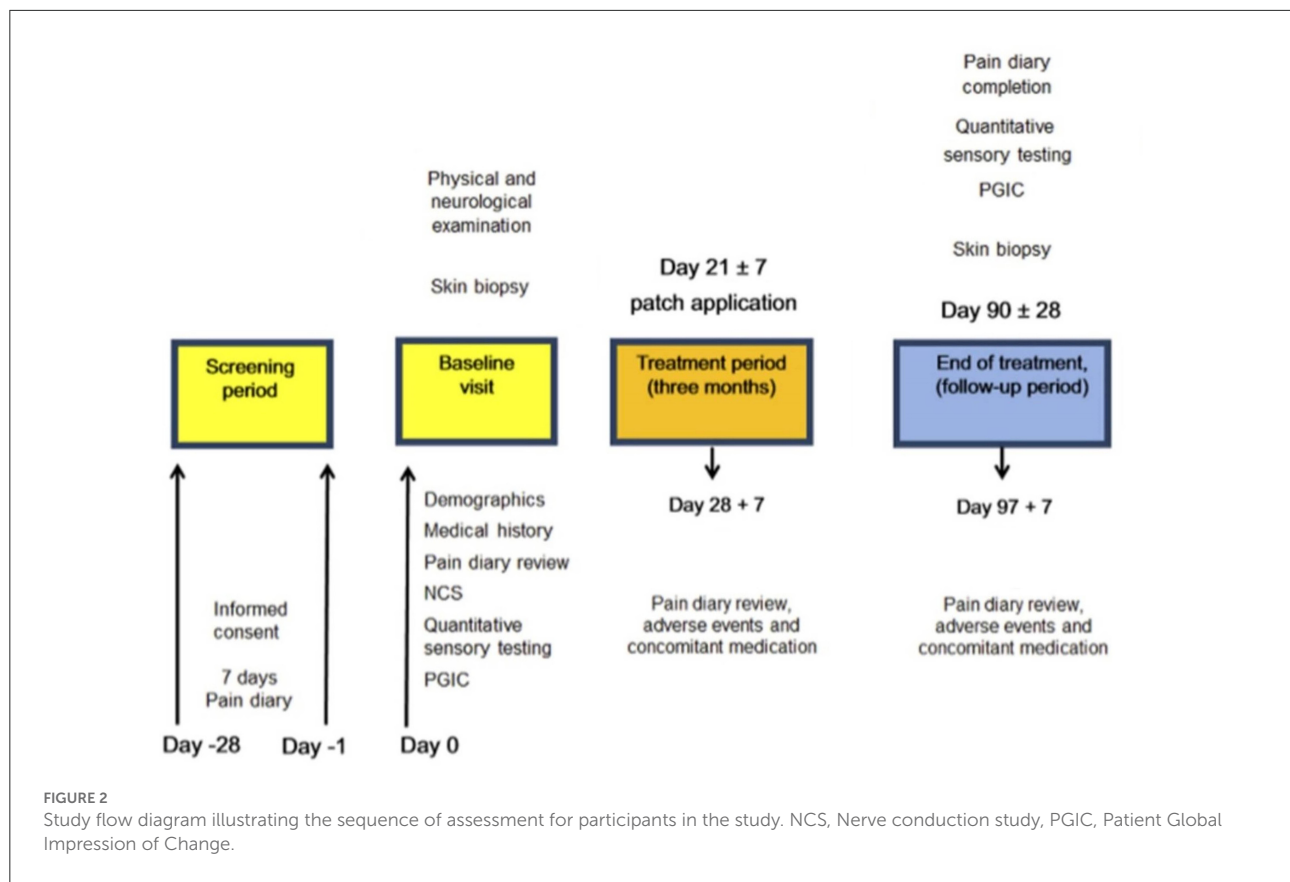 Pain diary
completion
Quantitative
sensory testing
PGIC
Skin biopsy
Day 90 ± 28
Physical and
neurological
examination
Skin biopsy
Day 21 ± 7
patch application
Screening
period
Baseline
visit
Treatment period
(three months)
End of treatment,
(follow-up period)
Informed
consent
7 days
Pain diary
Day -28
Day -1
Demographics
Medical history
Pain diary review
NCS
Quantitative
sensory testing
PGIC
Day 0
Day 28 + 7
Pain diary review,
adverse events and
concomitant medication
Day 97 + 7
Pain diary review,
adverse events and
concomitant medication
FIGURE 2
Study flow diagram illustrating the sequence of assessment for participants in the study. NCS, Nerve conduction study, PGIC, Patient Global
Impression of Change.